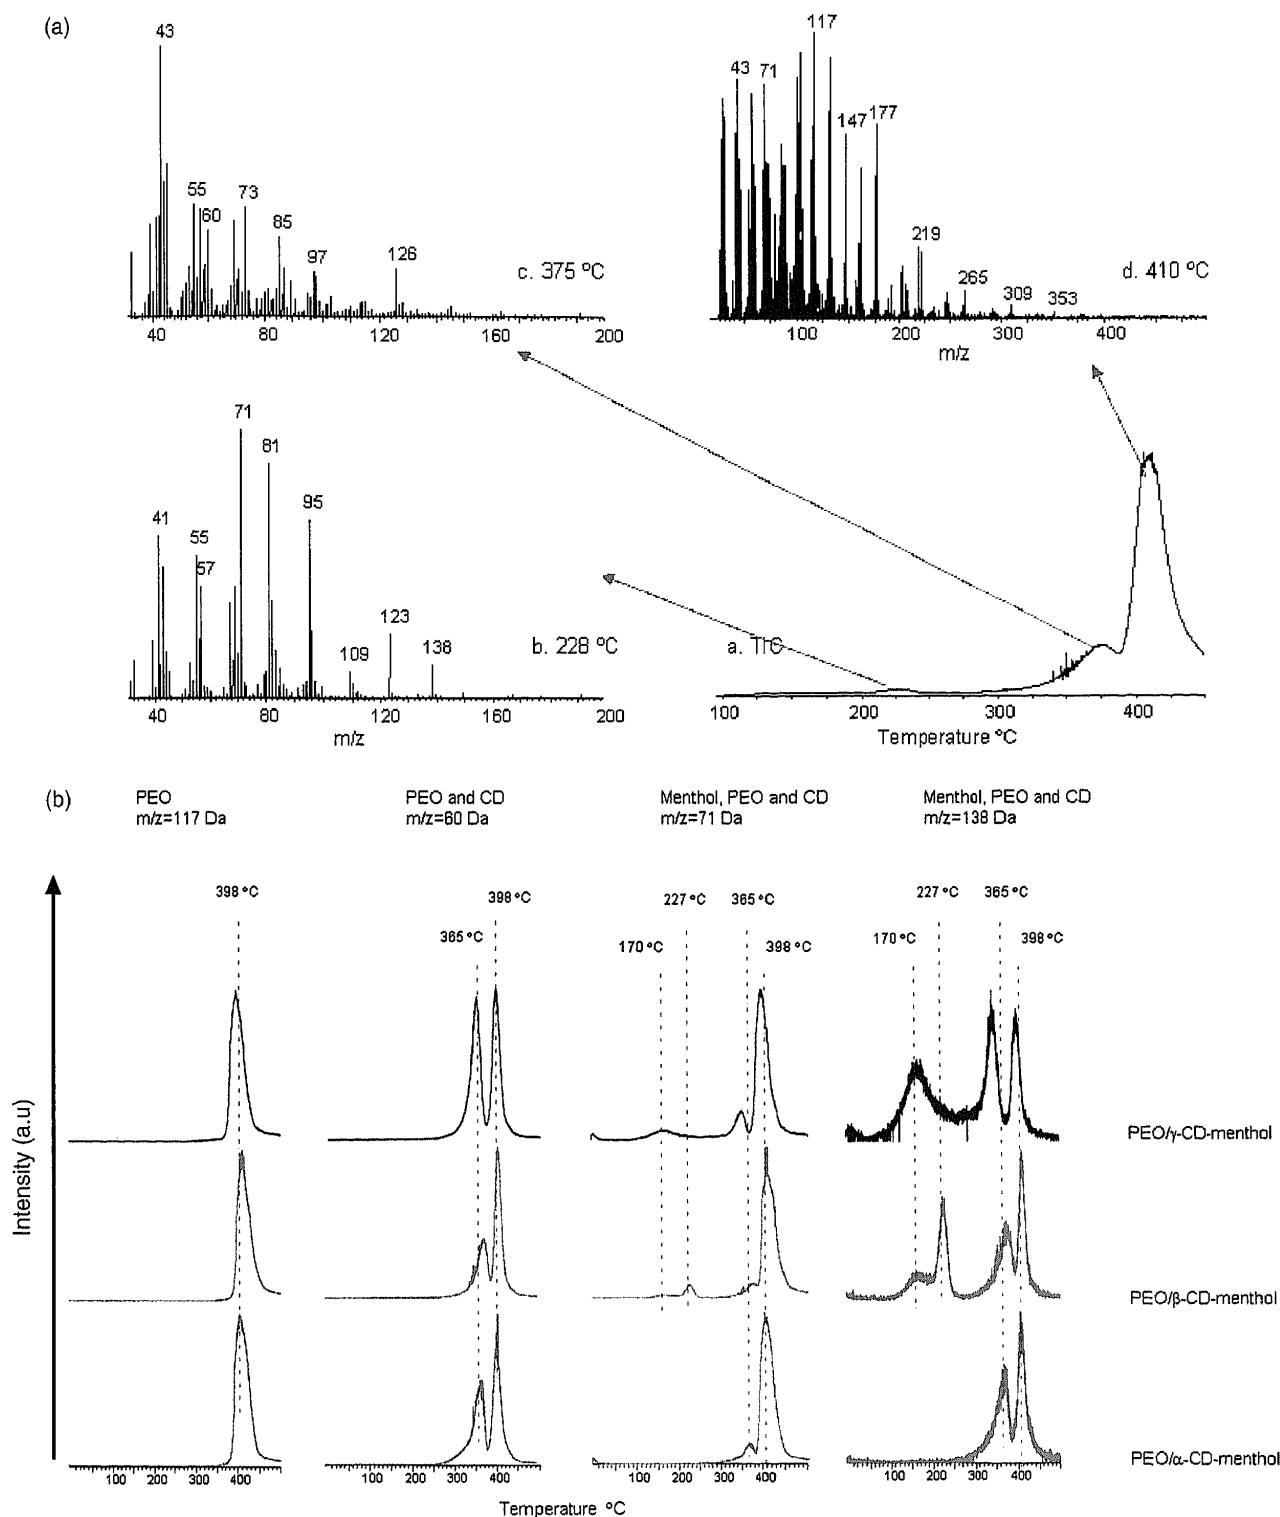 (a)
43
55
60
73
85
97
126
c. 375 °C
40
80
120
160
200
43
71
117
147
177
219
265
309
353
d. 410 °C
100
200
300
400
m/z
71
81
95
41
55
57
109
123
138
b. 228 °C
40
80
120
160
200
m/z
a. TIC
100
200
300
400
Temperature °C
(b)
PEO
m/z=117 Da
PEO and CD
m/z=60 Da
Menthol, PEO and CD
m/z=71 Da
Menthol, PEO and CD
m/z=138 Da
398 °C
365 °C
398 °C
170 °C
227 °C
365 °C
398 °C
170 °C
227 °C
365 °C
398 °C
Intensity (a.u)
PEO/γ-CD-menthol
PEO/β-CD-menthol
PEO/α-CD-menthol
100 200 300 400
100 200 300 400
100 200 300 400
100 200 300 400
Temperature °C